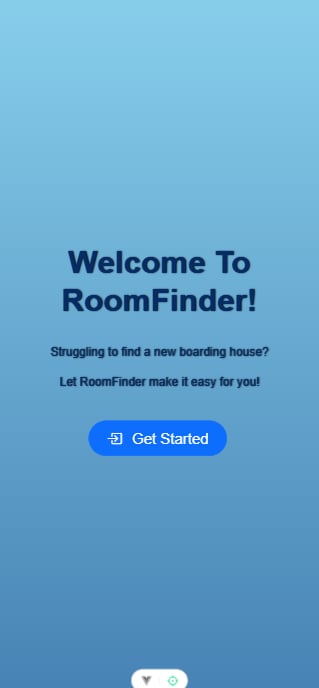 Welcome To
RoomFinder!
Struggling to find a new boarding house?
Let RoomFinder make it easy for you!
Get Started